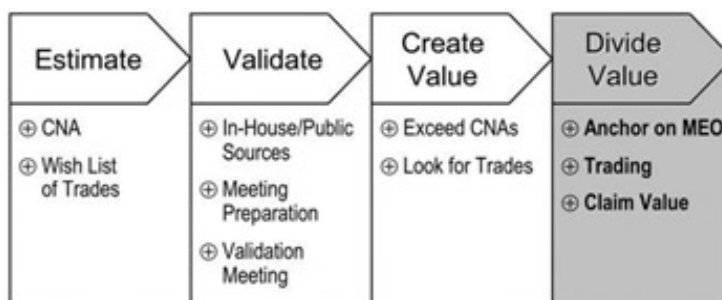 Estimate
⊕ CNA
⊕ Wish List
of Trades
Validate
⊕ In-House/Public
Sources
⊕ Meeting
Preparation
⊕ Validation
Meeting
Create
Value
⊕ Exceed CNAs
⊕ Look for Trades
Divide
Value
⊕ Anchor on MEO
⊕ Trading
⊕ Claim Value